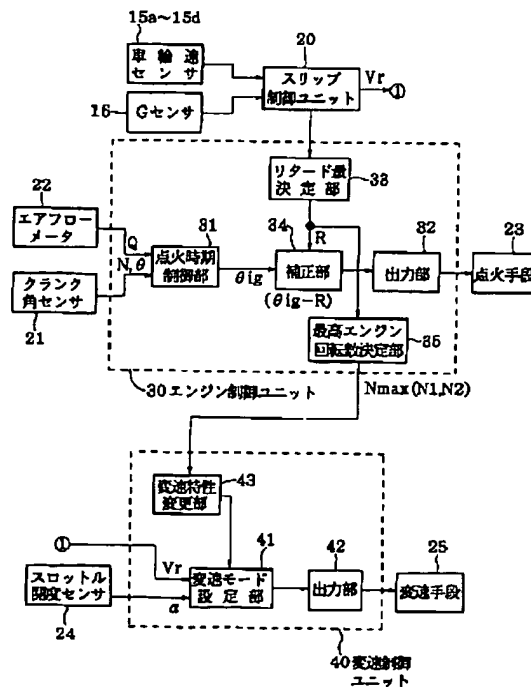 15a~15d
車輪速
センサ
20
スリップ
制御ユニット
Vr
①
16
Gセンサ
リタード量
決定部
33
22
エアフロー
メータ
Q
N,θ
31
点火時期
制御部
θig
34
R
補正部
(θig-R)
32
出力部
23
点火手段
クランク
角センサ
21
最高エンジン
回転数決定部
35
30エンジン制御ユニット
Nmax(N1,N2)
変速特性
変更部
43
①
Vr
41
変速モード
設定部
42
出力部
25
変速手段
スロットル
開度センサ
α
24
40変速制御
ユニット